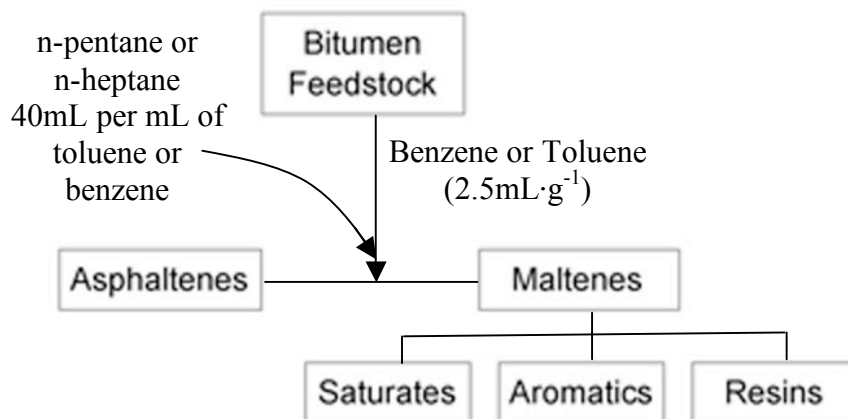 n-pentane or
n-heptane
40mL per mL of
toluene or
benzene
Bitumen
Feedstock
Benzene or Toluene
(2.5mL·g⁻¹)
Asphaltenes
Maltenes
Saturates
Aromatics
Resins